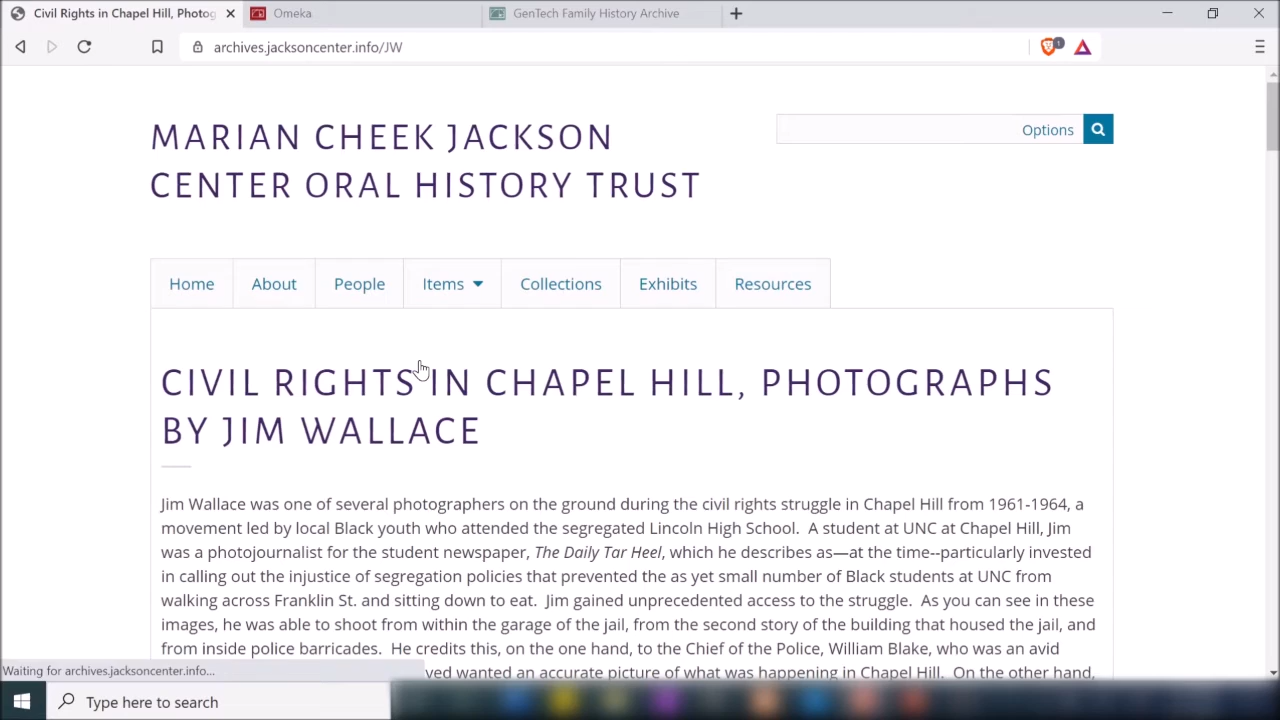 Civil Rights in Chapel Hill, Photog
Omeka
GenTech Family History Archive
archives.jacksoncenter.info/JW
1
MARIAN CHEEK JACKSON
CENTER ORAL HISTORY TRUST
Options
Home About People Items Collections Exhibits Resources
CIVIL RIGHTS IN CHAPEL HILL, PHOTOGRAPHS
BY JIM WALLACE
Jim Wallace was one of several photographers on the ground during the civil rights struggle in Chapel Hill from 1961-1964, a
movement led by local Black youth who attended the segregated Lincoln High School. A student at UNC at Chapel Hill, Jim
was a photojournalist for the student newspaper, The Daily Tar Heel, which he describes as—at the time--particularly invested
in calling out the injustice of segregation policies that prevented the as yet small number of Black students at UNC from
walking across Franklin St. and sitting down to eat. Jim gained unprecedented access to the struggle. As you can see in these
images, he was able to shoot from within the garage of the jail, from the second story of the building that housed the jail, and
from inside police barricades. He credits this, on the one hand, to the Chief of the Police, William Blake, who was an avid
ved wanted an accurate picture of what was happening in Chapel Hill. On the other hand,
Waiting for archives.jacksoncenter.info...
Type here to search